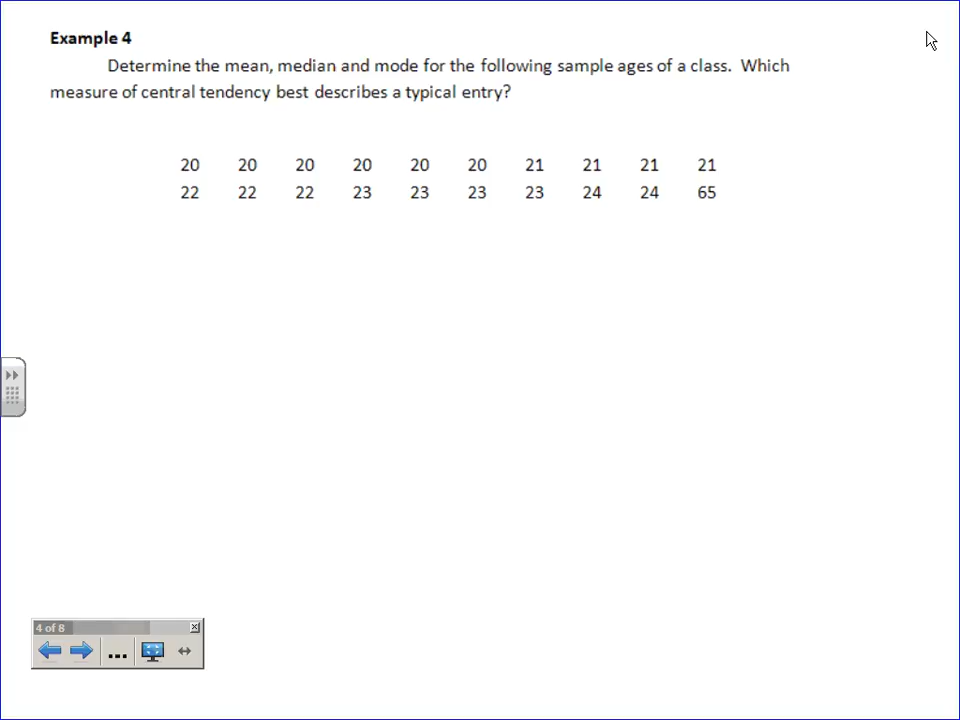 Example 4
Determine the mean, median and mode for the following sample ages of a class. Which
measure of central tendency best describes a typical entry?
20 20 20 20 20 20 21 21 21 21
22 22 22 23 23 23 23 24 24 65
4 of 8